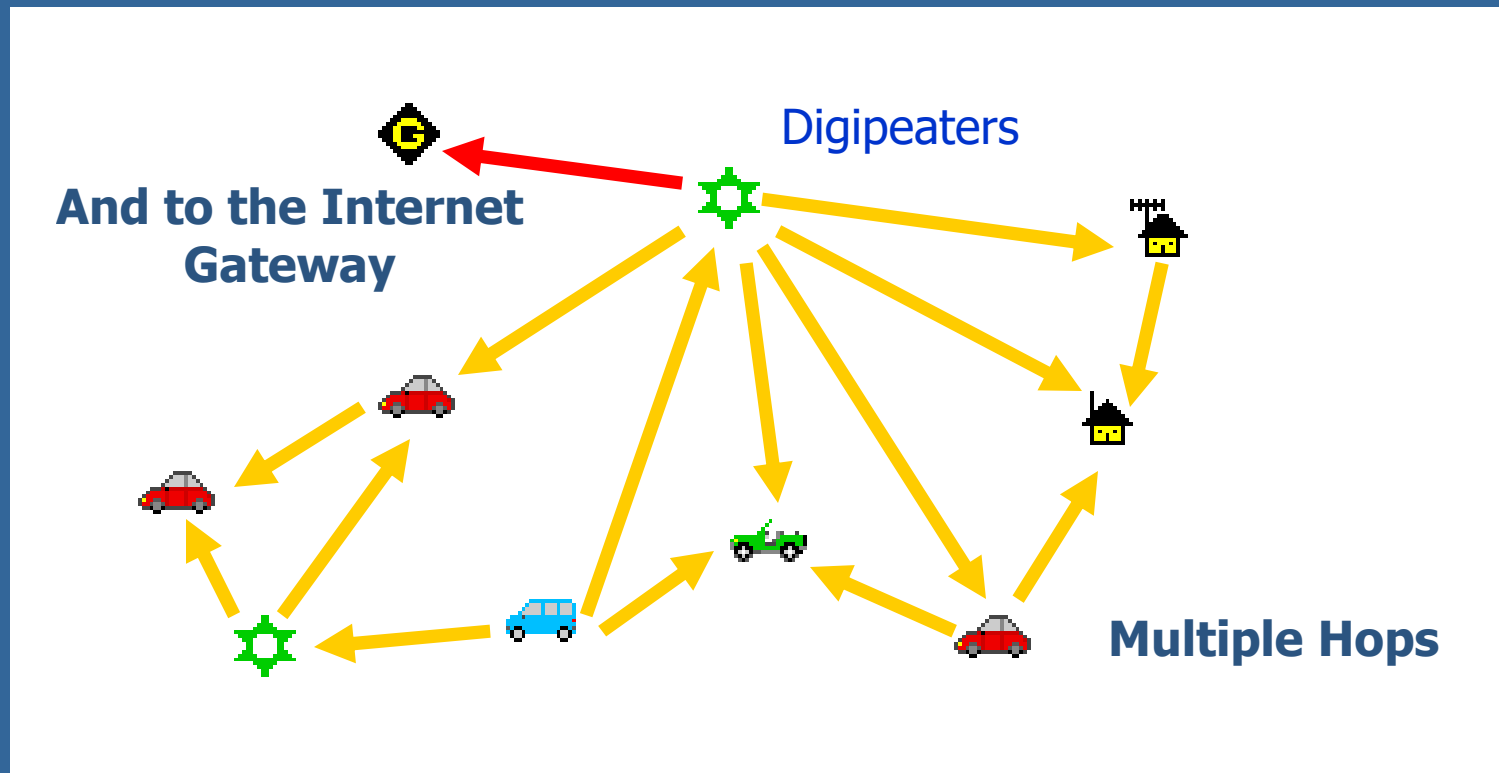 G
Digipeaters
And to the Internet
Gateway
Multiple Hops